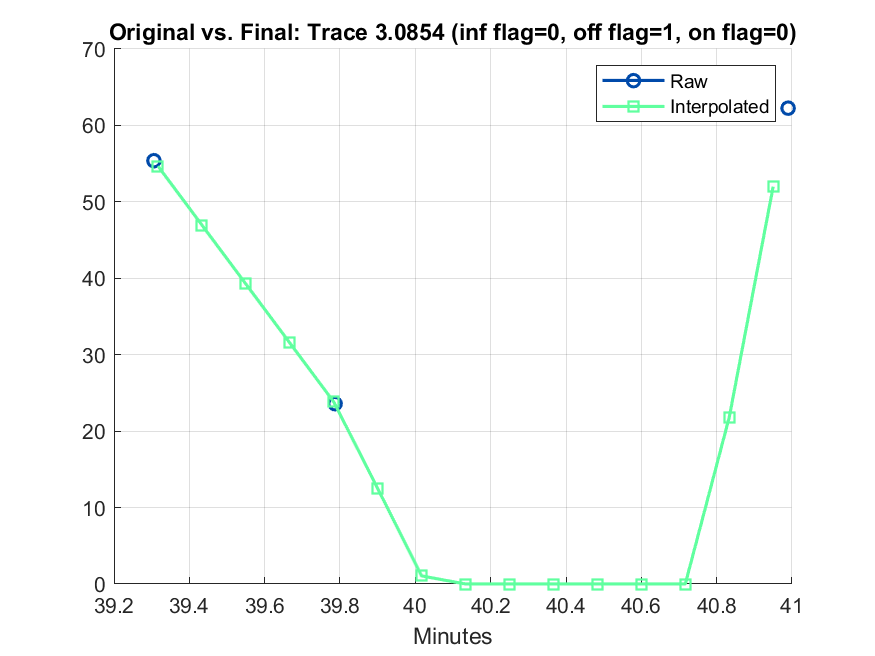 Original vs. Final: Trace 3.0854 (inf flag=0, off flag=1, on flag=0)
70
Raw
Interpolated
60
50
40
30
20
10
0
39.2 39.4 39.6 39.8 40 40.2 40.4 40.6 40.8 41
Minutes